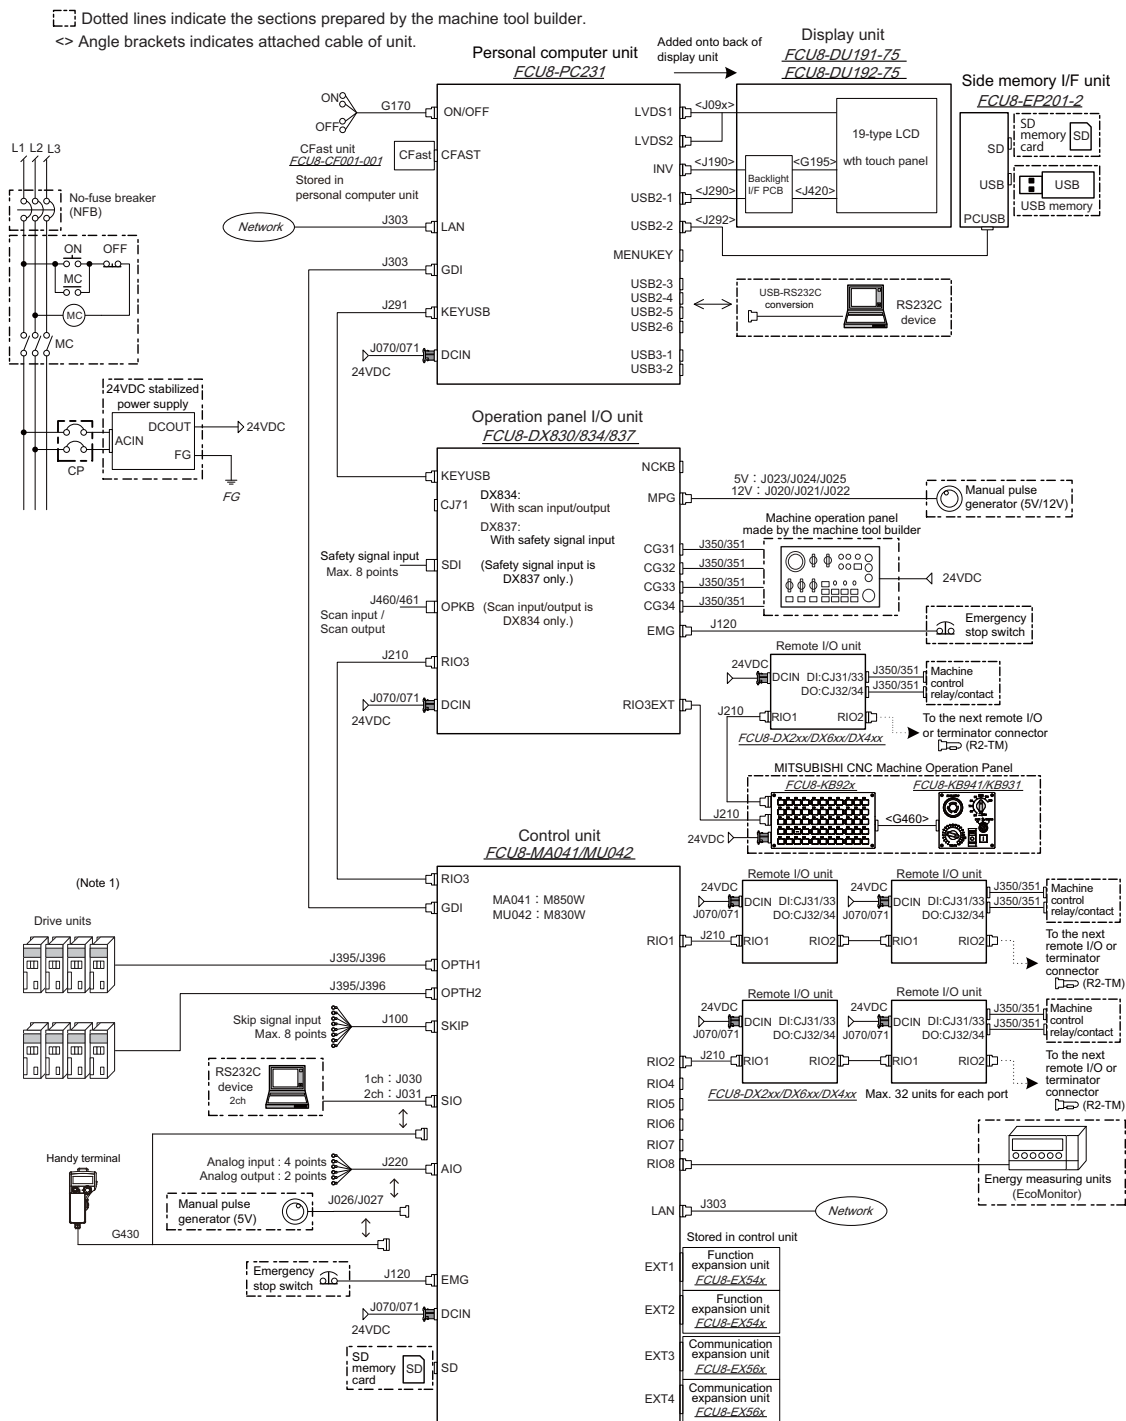 Dotted lines indicate the sections prepared by the machine tool builder.
<> Angle brackets indicates attached cable of unit.
Personal computer unit
FCU8-PC231
Added onto back of
display unit
Display unit
FCU8-DU191-75
FCU8-DU192-75
Side memory I/F unit
FCU8-EP201-2
ON
OFF
G170
ON/OFF
CFast unit
FCU8-CF001-001
CFast
CFAST
Stored in
personal computer unit
Network
J303
LAN
J303
GDI
J291
KEYUSB
J070/071
24VDC
DCIN
LVDS1
LVDS2
INV
USB2-1
USB2-2
MENUKEY
USB2-3
USB2-4
USB2-5
USB2-6
USB3-1
USB3-2
<J09x>
<J190>
<J290>
<J292>
<G195>
<J420>
Backlight
I/F PCB
19-type LCD
wth touch panel
SD
USB
PCUSB
SD
memory
card
SD
USB
USB memory
USB-RS232C
conversion
RS232C
device
L1 L2 L3
No-fuse breaker
(NFB)
ON
OFF
MC
MC
MC
24VDC stabilized
power supply
ACIN
DCOUT
FG
24VDC
FG
CP
Operation panel I/O unit
FCU8-DX830/834/837
KEYUSB
CJ71
DX834:
With scan input/output
DX837:
With safety signal input
Safety signal input
Max. 8 points
SDI
(Safety signal input is
DX837 only.)
J460/461
Scan input /
Scan output
OPKB
(Scan input/output is
DX834 only.)
J210
RIO3
J070/071
24VDC
DCIN
NCKB
MPG
CG31
CG32
CG33
CG34
EMG
RIO3EXT
5V：J023/J024/J025
12V：J020/J021/J022
Manual pulse
generator (5V/12V)
Machine operation panel
made by the machine tool builder
J350/351
J350/351
J350/351
J350/351
24VDC
J120
Emergency
stop switch
Remote I/O unit
24VDC
DCIN
DI:CJ31/33
DO:CJ32/34
J350/351
J350/351
Machine
control
relay/contact
J210
RIO1
RIO2
FCU8-DX2xx/DX6xx/DX4xx
To the next remote I/O
or terminator connector
(R2-TM)
MITSUBISHI CNC Machine Operation Panel
FCU8-KB92x
FCU8-KB941/KB931
J210
<G460>
24VDC
Control unit
FCU8-MA041/MU042
RIO3
GDI
MA041：M850W
MU042：M830W
(Note 1)
Drive units
J395/J396
OPTH1
J395/J396
OPTH2
Skip signal input
Max. 8 points
J100
SKIP
RS232C
device
2ch
1ch：J030
2ch：J031
SIO
Handy terminal
G430
Analog input : 4 points
Analog output : 2 points
J220
AIO
Manual pulse
generator (5V)
J026/J027
Emergency
stop switch
J120
EMG
J070/071
24VDC
DCIN
SD
memory
card
SD
SD
RIO1
RIO2
RIO4
RIO5
RIO6
RIO7
RIO8
LAN
EXT1
EXT2
EXT3
EXT4
Remote I/O unit
Remote I/O unit
24VDC
J070/071
DCIN
DI:CJ31/33
DO:CJ32/34
24VDC
J070/071
DCIN
DI:CJ31/33
DO:CJ32/34
J350/351
J350/351
Machine
control
relay/contact
J210
RIO1
RIO2
RIO1
RIO2
To the next
remote I/O or
terminator
connector
(R2-TM)
Remote I/O unit
Remote I/O unit
24VDC
J070/071
DCIN
DI:CJ31/33
DO:CJ32/34
24VDC
J070/071
DCIN
DI:CJ31/33
DO:CJ32/34
J350/351
J350/351
Machine
control
relay/contact
J210
RIO1
RIO2
RIO1
RIO2
To the next
remote I/O or
terminator
connector
(R2-TM)
FCU8-DX2xx/DX6xx/DX4xx
Max. 32 units for each port
Energy measuring units
(EcoMonitor)
J303
Network
Stored in control unit
Function
expansion unit
FCU8-EX54x
Function
expansion unit
FCU8-EX54x
Communication
expansion unit
FCU8-EX56x
Communication
expansion unit
FCU8-EX56x